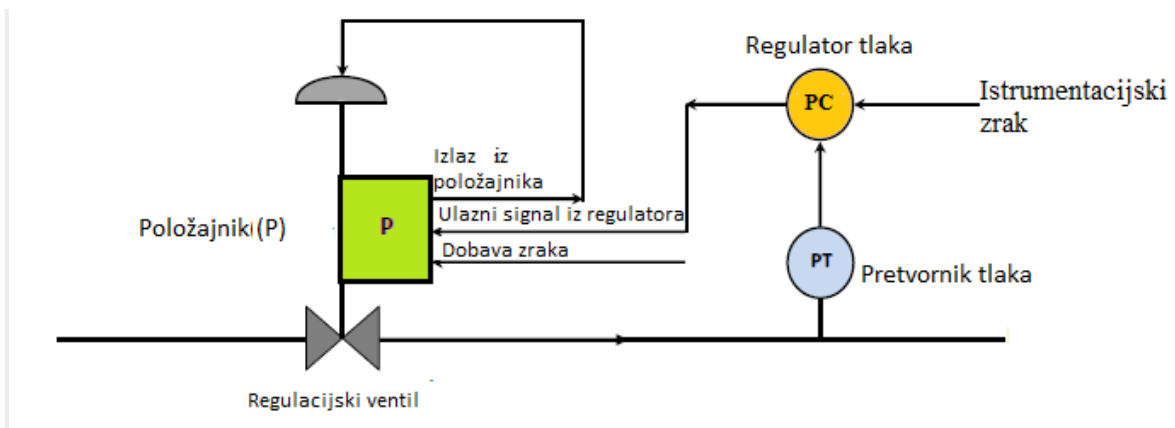 Regulator tlaka
PC
Istrumentacijski
zrak
Izlaz iz
položajnika
Položajnik (P)
P
Ulazni signal iz regulatora
Dobava zraka
PT
Pretvornik tlaka
Regulacijski ventil